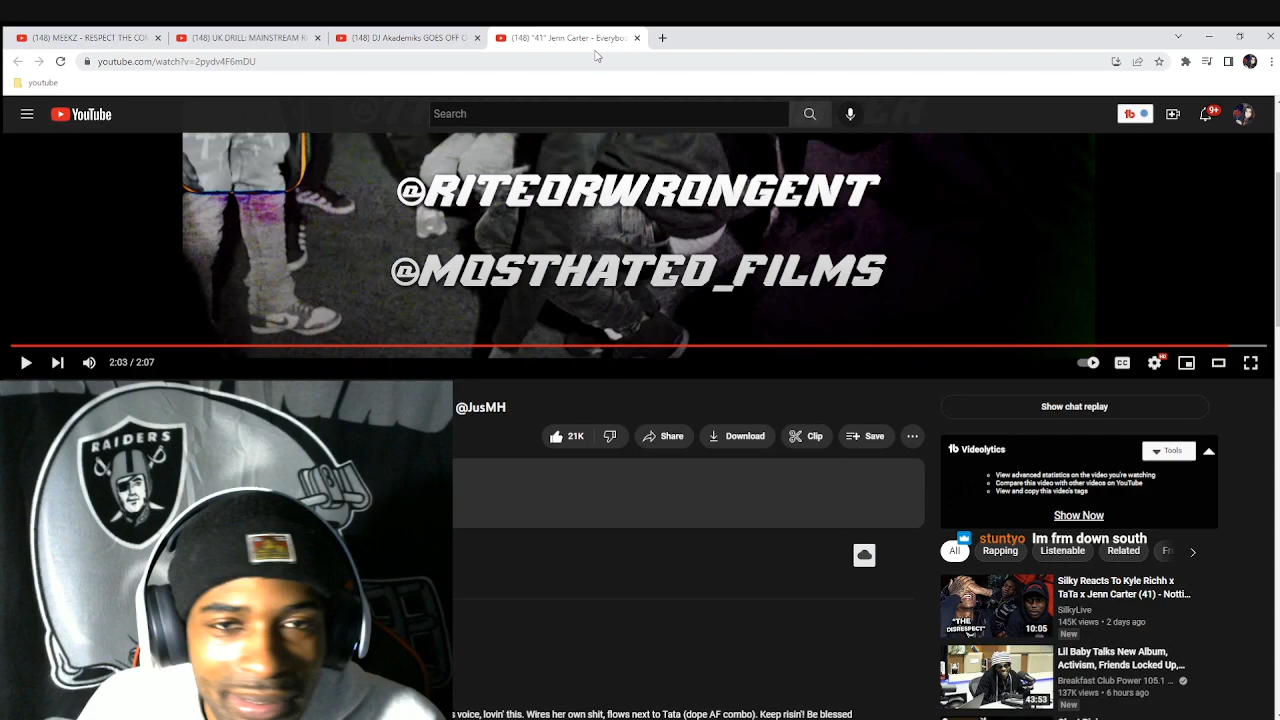 (148) MEEKZ - RESPECT THE COM
(148) UK DRILL: MAINSTREAM R
(148) DJ Akademiks GOES OFF O
(148) "41" Jenn Carter - Everybo
youtube.com/watch?v=2pydv4F6mDU
youtube
YouTube
Search
9+
@RITEORWRONGENT
@MOSTHATED_FILMS
2:03 / 2:07
CC
HD
RAIDERS
@JusMH
21K
Share
Download
Clip
Save
Show chat replay
Videolytics
Tools
View advanced statistics on the video you're watching
Compare this video with other videos on YouTube
View and copy this video's tags
Show Now
stuntyo Im frm down south
All
Rapping
Listenable
Related
Silky Reacts To Kyle Richh x
TaTa x Jenn Carter (41) - Notti...
SilkyLive
145K views • 2 days ago
New
"THE
DISRESPECT"
10:05
Lil Baby Talks New Album,
Activism, Friends Locked Up,...
Breakfast Club Power 105.1 ...
137K views • 6 hours ago
New
43:53
s voice, lovin' this. Wires her own shit, flows next to Tata (dope AF combo). Keep risin'! Be blessed